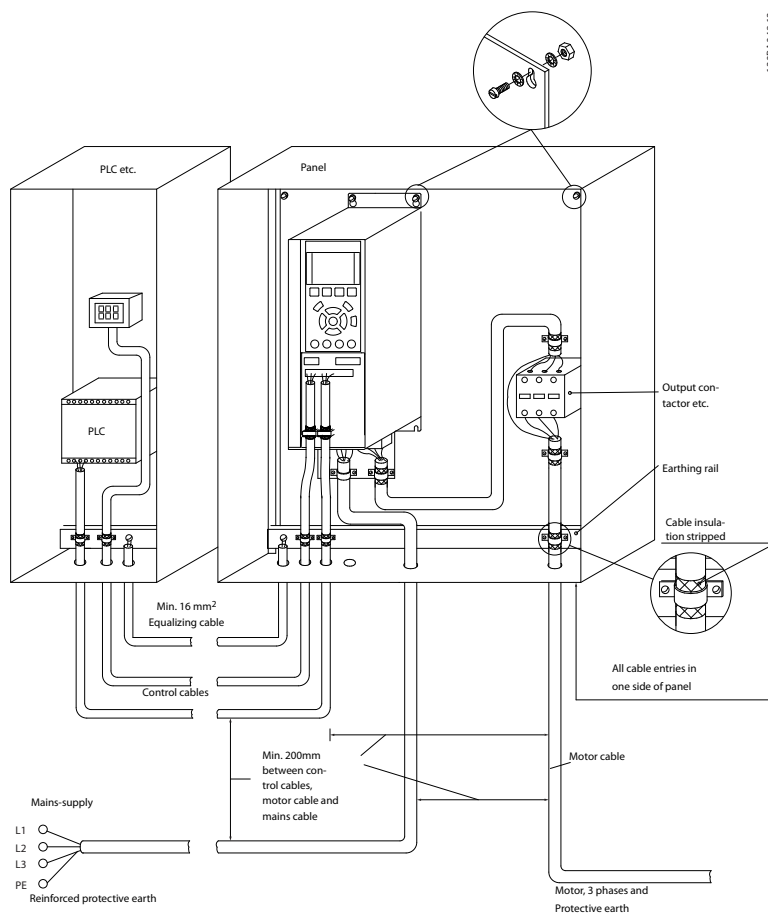 PLC etc.
Panel
PLC
Output con-
tactor etc.
Earthing rail
Cable insula-
tion stripped
Min. 16 mm²
Equalizing cable
All cable entries in
one side of panel
Control cables
Min. 200mm
between con-
trol cables,
motor cable and
mains cable
Motor cable
Mains-supply
L1
L2
L3
PE
Reinforced protective earth
Motor, 3 phases and
Protective earth